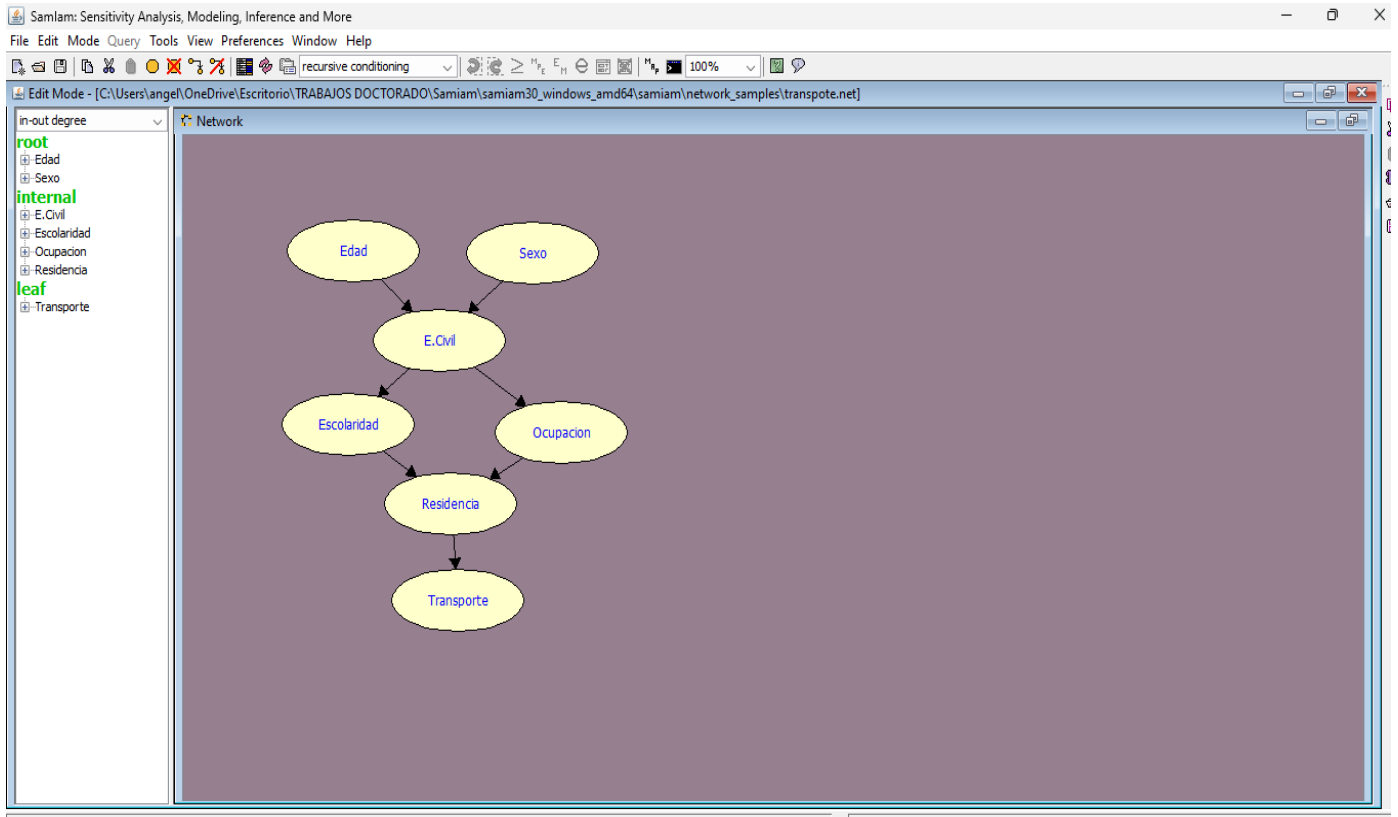 SamIam: Sensitivity Analysis, Modeling, Inference and More
File Edit Mode Query Tools View Preferences Window Help
recursive conditioning
100%
Edit Mode - [C:\Users\angel\OneDrive\Escritorio\TRABAJOS DOCTORADO\Samiam\samiam30_windows_amd64\samiam\network_samples\transpote.net]
in-out degree
Network
root
Edad
Sexo
internal
E.Civil
Escolaridad
Ocupacion
Residencia
leaf
Transporte
Edad
Sexo
E.Civil
Escolaridad
Ocupacion
Residencia
Transporte